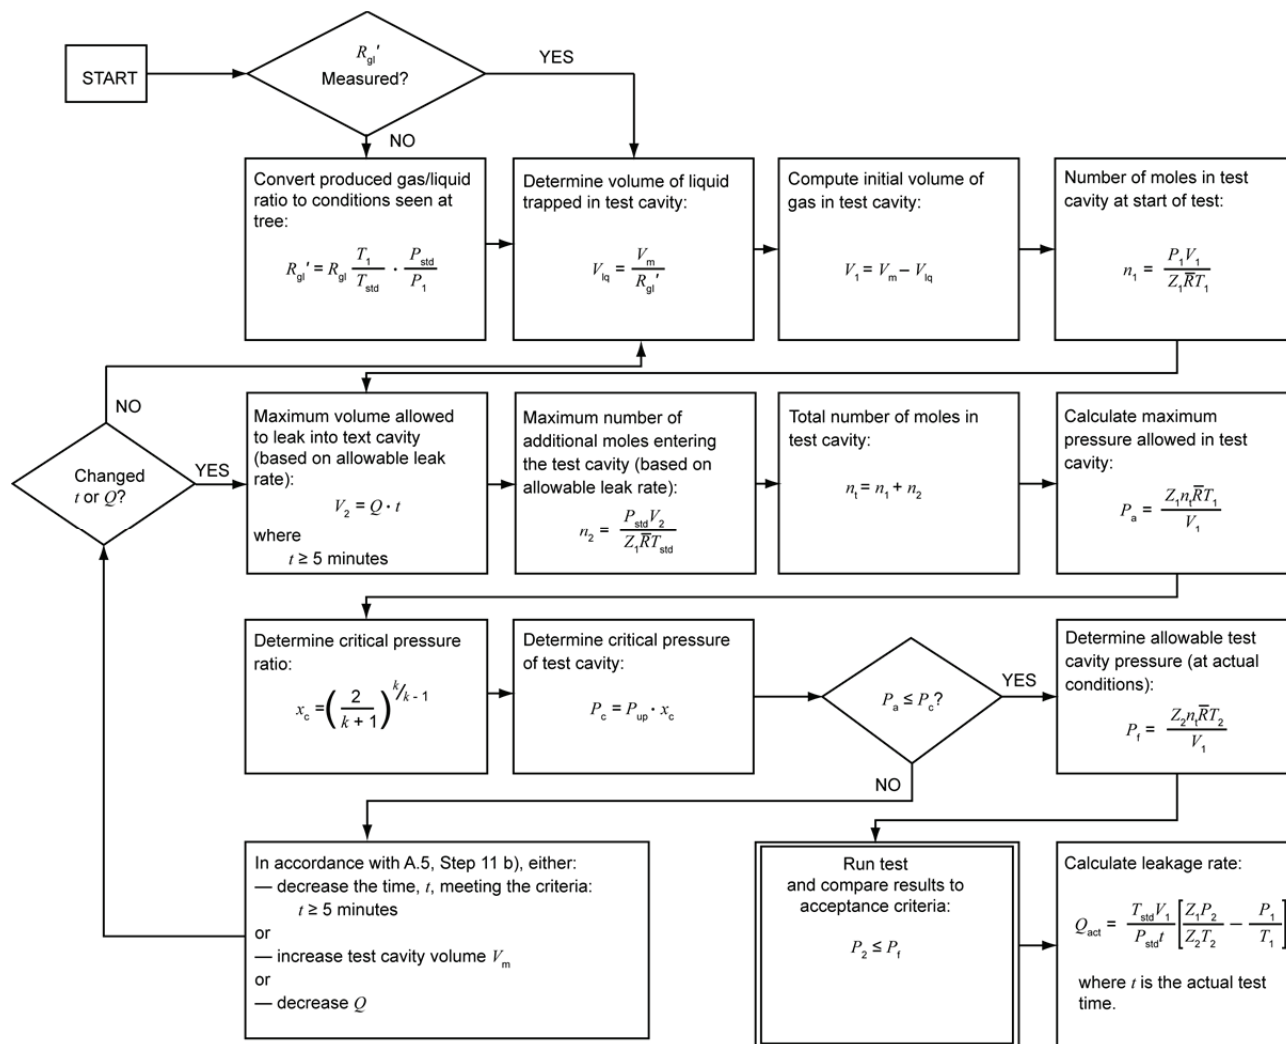 START
R_gl'
Measured?
YES
NO
Convert produced gas/liquid
ratio to conditions seen at
tree:
R_gl' = R_gl T_1/T_std · P_std/P_1
Determine volume of liquid
trapped in test cavity:
V_lq = V_m/R_gl'
Compute initial volume of
gas in test cavity:
V_1 = V_m – V_lq
Number of moles in test
cavity at start of test:
n_1 = P_1V_1/Z_1R̅T_1
NO
Changed
t or Q?
YES
Maximum volume allowed
to leak into text cavity
(based on allowable leak
rate):
V_2 = Q · t
where
t ≥ 5 minutes
Maximum number of
additional moles entering
the test cavity (based on
allowable leak rate):
n_2 = P_std V_2/Z_1R̅T_std
Total number of moles in
test cavity:
n_t = n_1 + n_2
Calculate maximum
pressure allowed in test
cavity:
P_a = Z_1n_tR̅T_1/V_1
Determine critical pressure
ratio:
x_c = (2/k + 1)^k/k - 1
Determine critical pressure
of test cavity:
P_c = P_up · x_c
P_a ≤ P_c?
YES
NO
Determine allowable test
cavity pressure (at actual
conditions):
P_f = Z_2n_tR̅T_2/V_1
In accordance with A.5, Step 11 b), either:
— decrease the time, t, meeting the criteria:
t ≥ 5 minutes
or
— increase test cavity volume V_m
or
— decrease Q
Run test
and compare results to
acceptance criteria:
P_2 ≤ P_f
Calculate leakage rate:
Q_act = T_std V_1/P_std t [Z_1P_2/Z_2T_2 – P_1/T_1]
where t is the actual test
time.